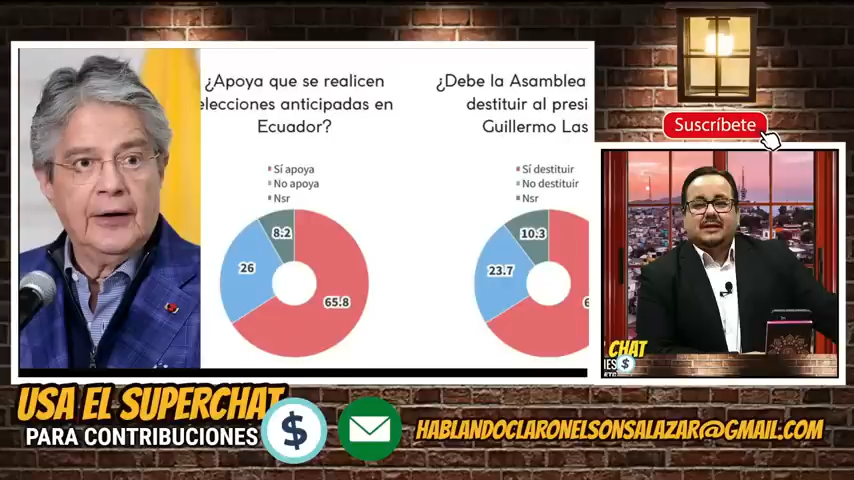 ¿Apoya que se realicen
elecciones anticipadas en
Ecuador?
Sí apoya
No apoya
Nsr
8.2
26
65.8
¿Debe la Asamblea
destituir al presi
Guillermo Las
Sí destituir
No destituir
Nsr
10.3
23.7
6
Suscríbete
CHAT
$
USA EL SUPERCHAT
PARA CONTRIBUCIONES
$
HABLANDOCLARONELSONSALAZAR@GMAIL.COM